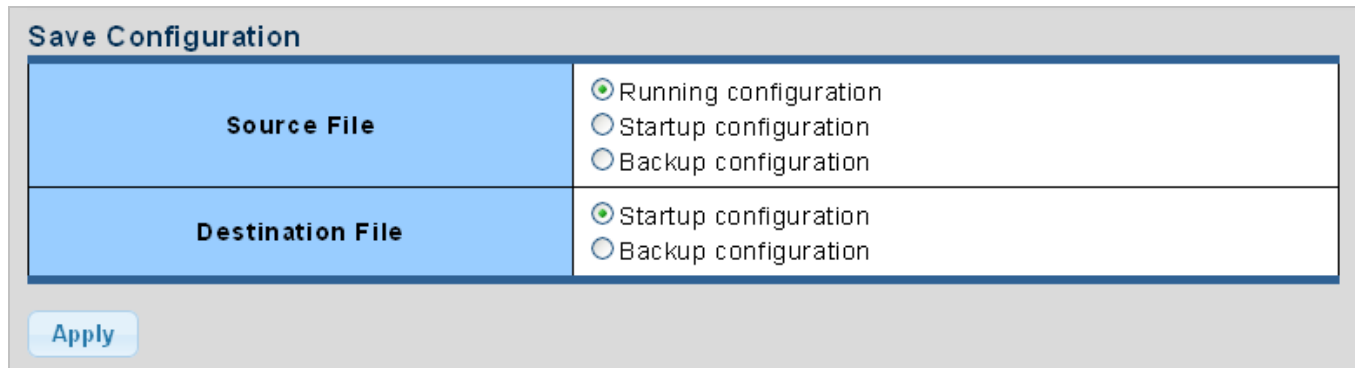 Save Configuration
Source File
Running configuration
Startup configuration
Backup configuration
Destination File
Startup configuration
Backup configuration
Apply